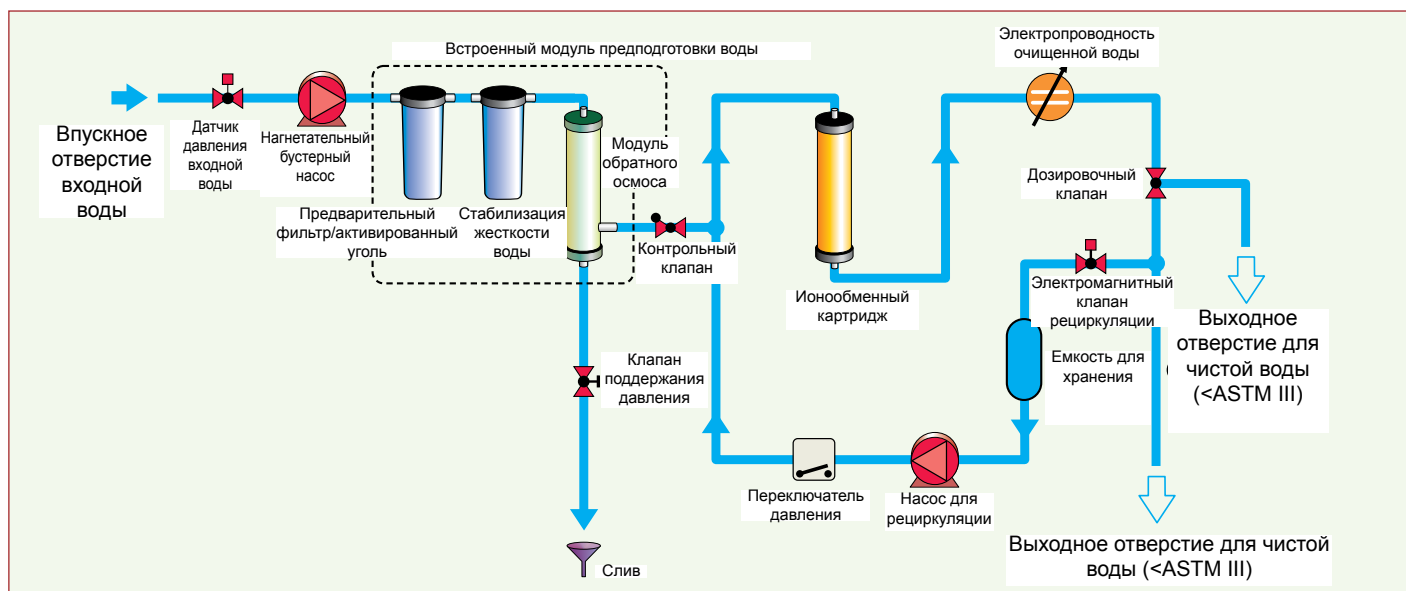 Встроенный модуль предподготовки воды
Электропроводность
очищенной воды
Впускное
отверстие
входной
воды
Датчик
давления
входной
воды
Нагнетательный
бустерный
насос
Предварительный
фильтр/активированный
уголь
Стабилизация
жесткости
воды
Модуль
обратного
осмоса
Контрольный
клапан
Ионообменный
картридж
Дозировочный
клапан
Электромагнитный
клапан
рециркуляции
Выходное
отверстие для
чистой воды
(<ASTM III)
Емкость для
хранения
Клапан
поддержания
давления
Переключатель
давления
Насос для
рециркуляции
Выходное отверстие для чистой
воды (<ASTM III)
Слив